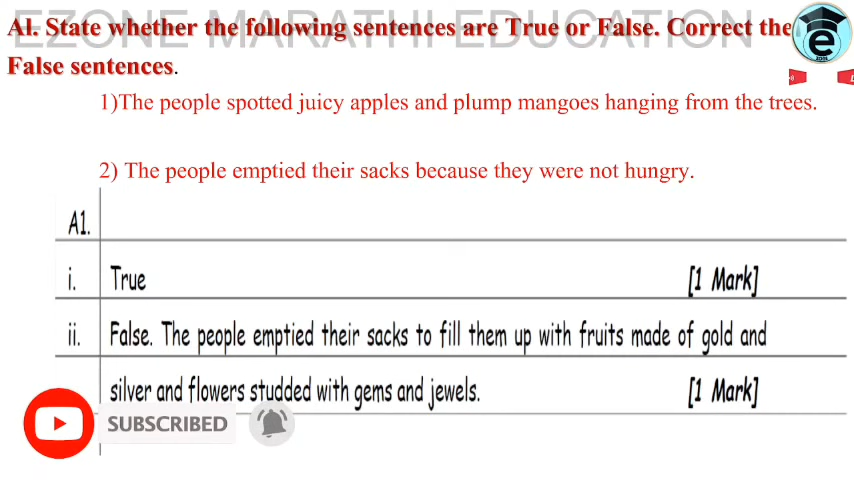 EZONE MARATHI EDUCATION
A1. State whether the following sentences are True or False. Correct the
False sentences.
1)The people spotted juicy apples and plump mangoes hanging from the trees.
2) The people emptied their sacks because they were not hungry.
A1.
i. True [1 Mark]
ii. False. The people emptied their sacks to fill them up with fruits made of gold and
silver and flowers studded with gems and jewels. [1 Mark]
SUBSCRIBED